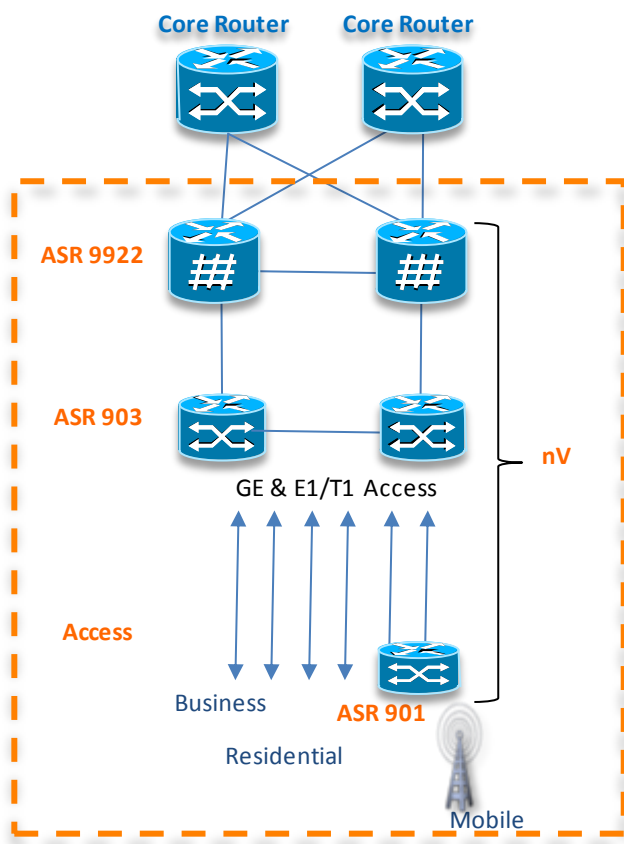 Core Router
Core Router
ASR 9922
ASR 903
nV
GE & E1/T1 Access
Access
Business
ASR 901
Residential
Mobile